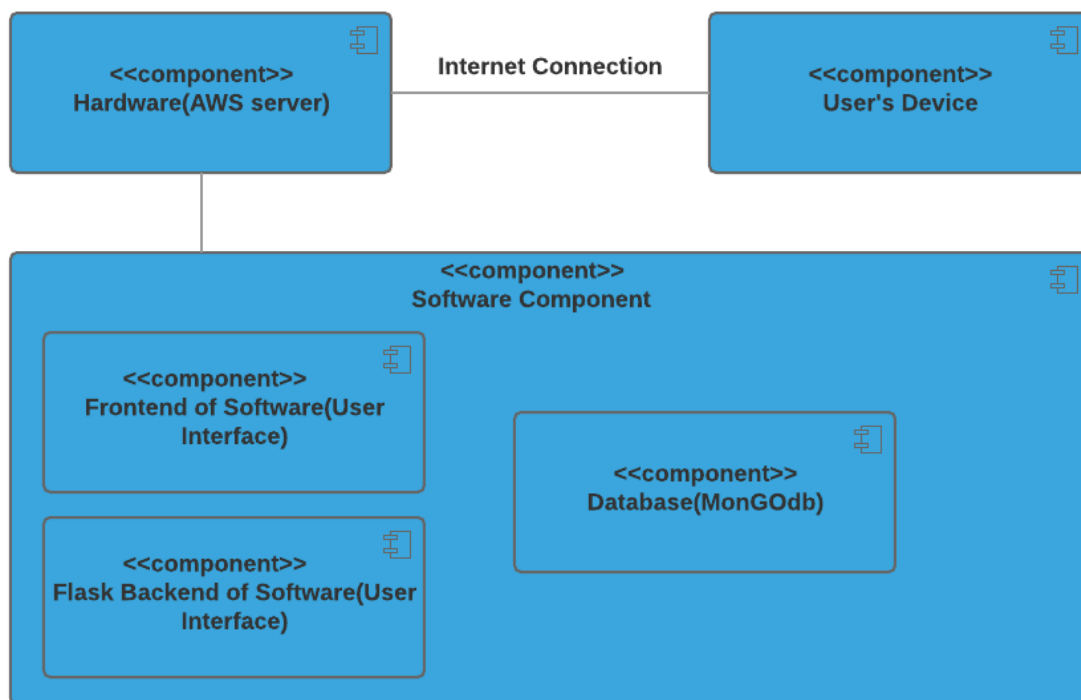 <<component>>
Hardware(AWS server)
Internet Connection
<<component>>
User's Device
<<component>>
Software Component
<<component>>
Frontend of Software(User
Interface)
<<component>>
Database(MonGOdb)
<<component>>
Flask Backend of Software(User
Interface)